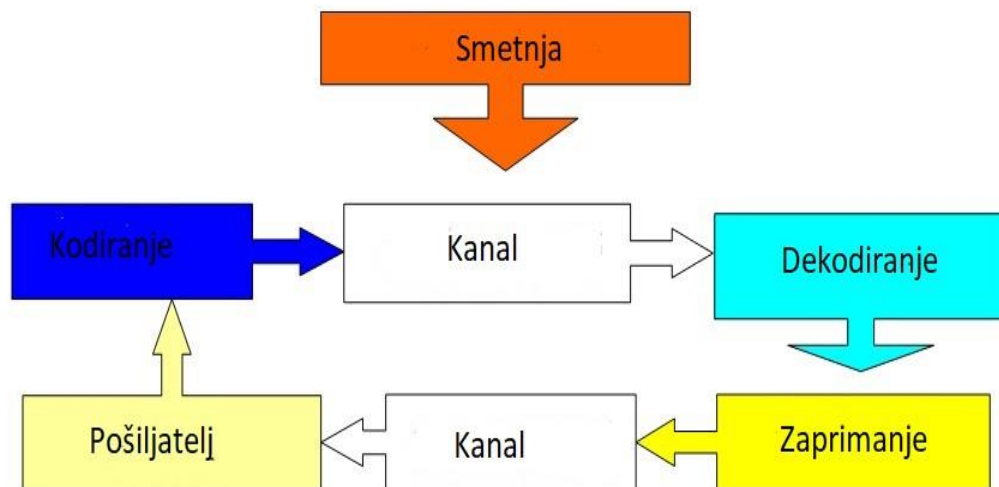 Smetnja
Kodiranje
Kanal
Dekodiranje
Pošiljatelj
Kanal
Zaprimanje